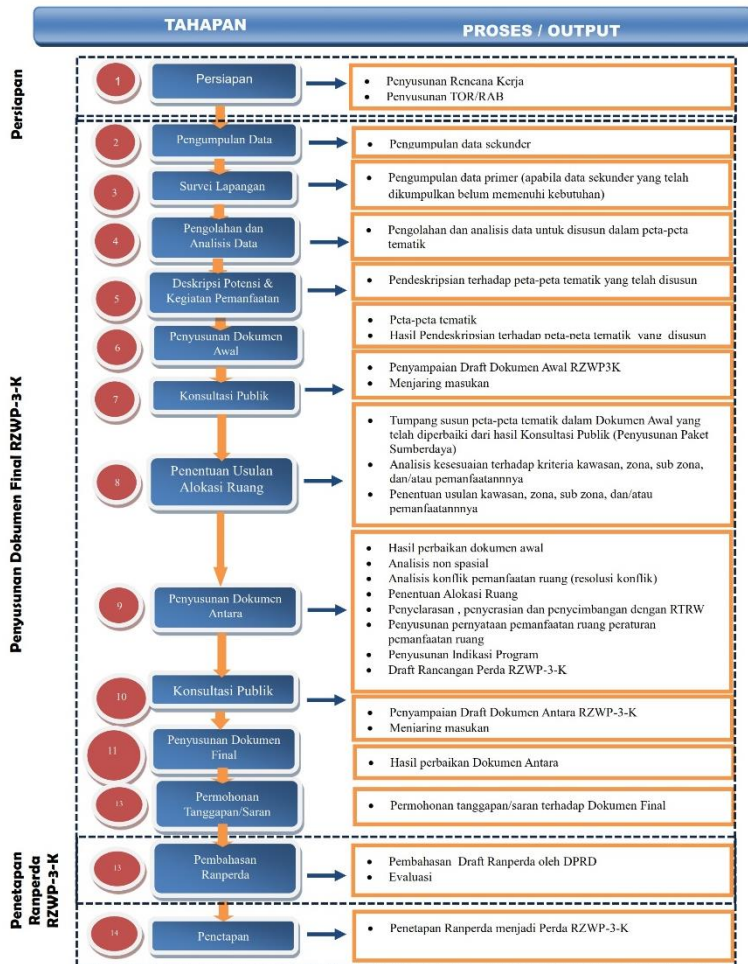 TAHAPAN
PROSES / OUTPUT
Persiapan
1
Persiapan
• Penyusunan Rencana Kerja
• Penyusunan TOR/RAB
Penyusunan Dokumen Final RZWP-3-K
2
Pengumpulan Data
• Pengumpulan data sekunder
3
Survei Lapangan
• Pengumpulan data primer (apabila data sekunder yang telah
dikumpulkan belum memenuhi kebutuhan)
4
Pengolahan dan
Analisis Data
• Pengolahan dan analisis data untuk disusun dalam peta-peta
tematik
5
Deskripsi Potensi &
Kegiatan Pemanfaatan
• Pendeskripsian terhadap peta-peta tematik yang telah disusun
6
Penyusunan Dokumen
Awal
• Peta-peta tematik
• Hasil Pendeskripsian terhadap peta-peta tematik yang disusun
7
Konsultasi Publik
• Penyampaian Draft Dokumen Awal RZWP3K
• Menjaring masukan
8
Penentuan Usulan
Alokasi Ruang
• Tumpang susun peta-peta tematik dalam Dokumen Awal yang
telah diperbaiki dari hasil Konsultasi Publik (Penyusunan Paket
Sumberdaya)
• Analisis kesesuaian terhadap kriteria kawasan, zona, sub zona,
dan/atau pemanfaatannnya
• Penentuan usulan kawasan, zona, sub zona, dan/atau
pemanfaatannnya
9
Penyusunan Dokumen
Antara
• Hasil perbaikan dokumen awal
• Analisis non spasial
• Analisis konflik pemanfaatan ruang (resolusi konflik)
• Penentuan Alokasi Ruang
• Penyelarasan , penyerasian dan penyeimbangan dengan RTRW
• Penyusunan pernyataan pemanfaatan ruang peraturan
pemanfaatan ruang
• Penyusunan Indikasi Program
• Draft Rancangan Perda RZWP-3-K
10
Konsultasi Publik
• Penyampaian Draft Dokumen Antara RZWP-3-K
• Menjaring masukan
11
Penyusunan Dokumen
Final
• Hasil perbaikan Dokumen Antara
13
Permohonan
Tanggapan/Saran
• Permohonan tanggapan/saran terhadap Dokumen Final
Penetapan
Ranperda
RZWP-3-K
13
Pembahasan
Ranperda
• Pembahasan Draft Ranperda oleh DPRD
• Evaluasi
14
Penetapan
• Penetapan Ranperda menjadi Perda RZWP-3-K